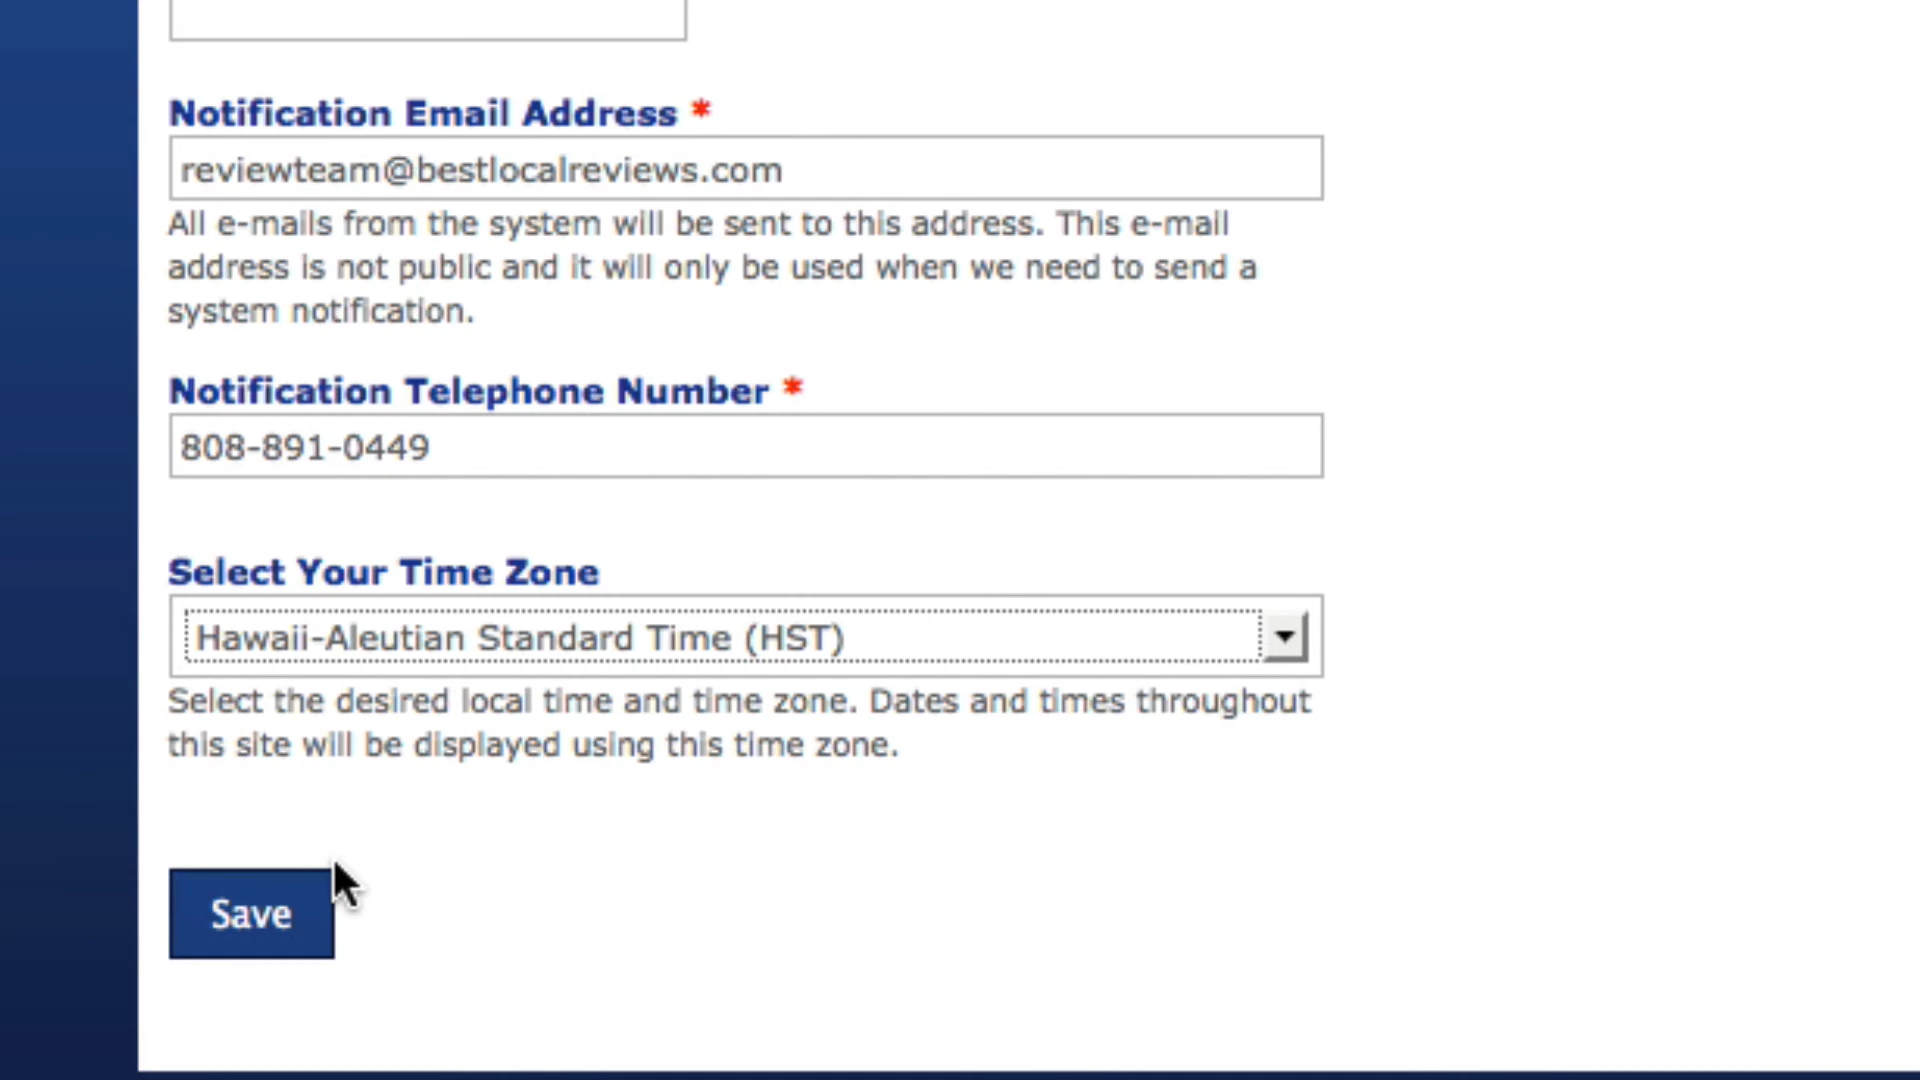 Notification Email Address *
reviewteam@bestlocalreviews.com
All e-mails from the system will be sent to this address. This e-mail
address is not public and it will only be used when we need to send a
system notification.
Notification Telephone Number *
808-891-0449
Select Your Time Zone
Hawaii-Aleutian Standard Time (HST)
Select the desired local time and time zone. Dates and times throughout
this site will be displayed using this time zone.
Save